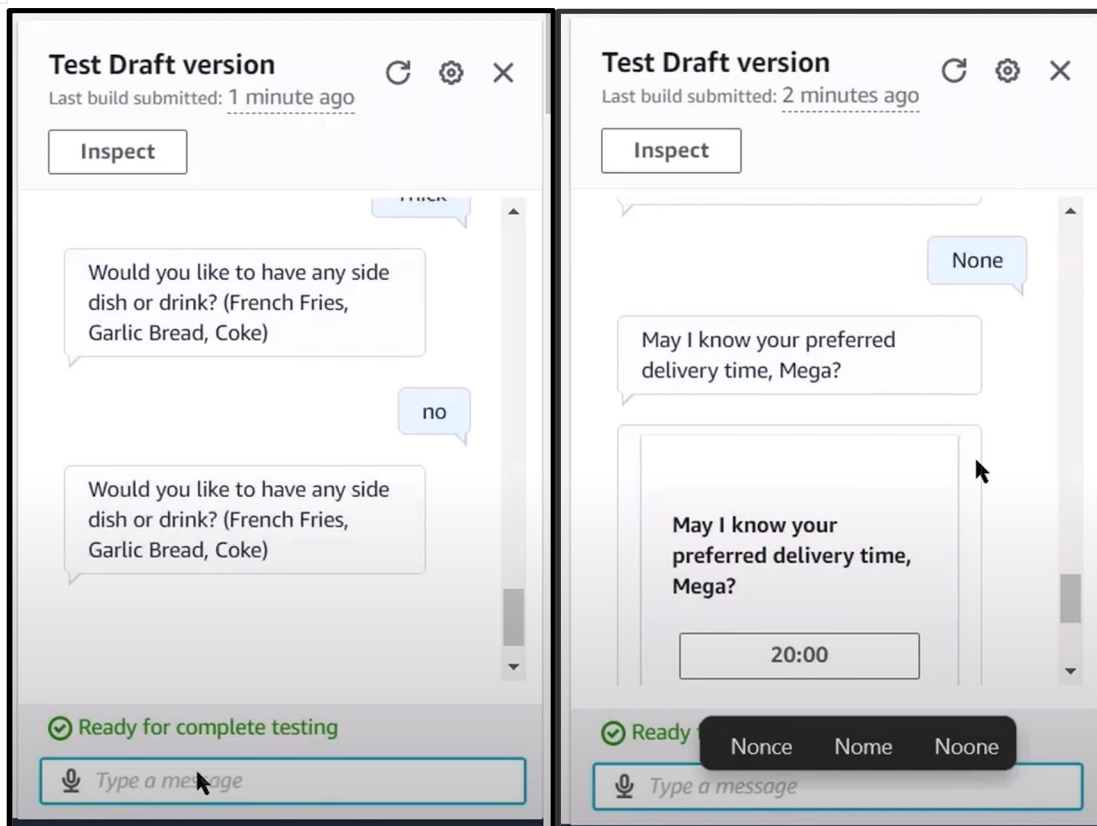 Test Draft version
Last build submitted: 1 minute ago
Inspect
Thick
Would you like to have any side
dish or drink? (French Fries,
Garlic Bread, Coke)
no
Would you like to have any side
dish or drink? (French Fries,
Garlic Bread, Coke)
Ready for complete testing
Type a message
Test Draft version
Last build submitted: 2 minutes ago
Inspect
None
May I know your preferred
delivery time, Mega?
May I know your
preferred delivery time,
Mega?
20:00
Ready
Nonce Nome Noone
Type a message